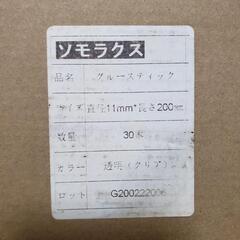 ソモラクス
品名 グルースティック
サイズ 直径11mm*長さ200mm
数量 30本
カラー 透明(クリア)
ロット G200222006